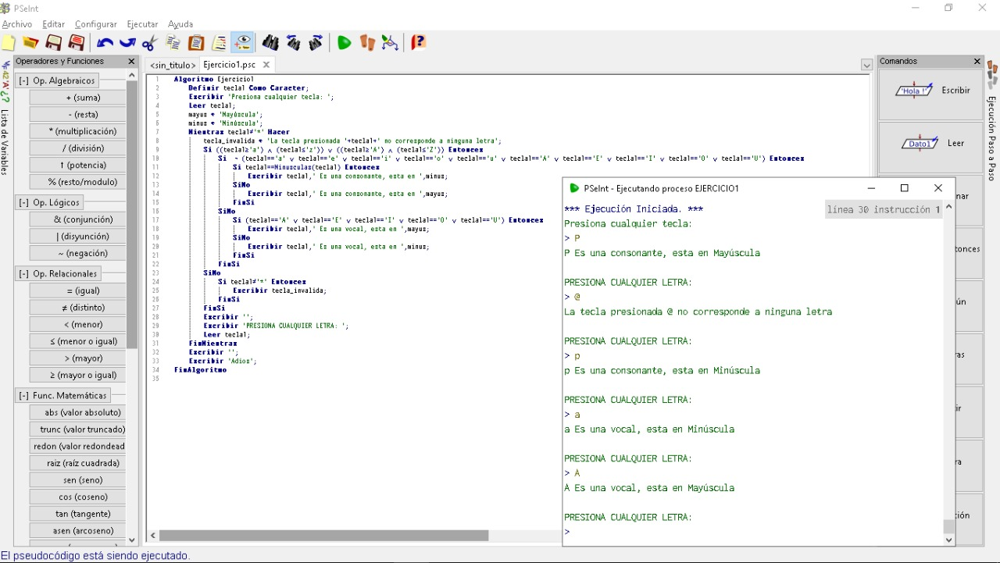 PSeInt
Archivo Editar Configurar Ejecutar Ayuda
Operadores y Funciones
[-] Op. Algebraicos
+ (suma)
- (resta)
* (multiplicación)
/ (división)
↑ (potencia)
% (resto/modulo)
[-] Op. Lógicos
& (conjunción)
| (disyunción)
~ (negación)
[-] Op. Relacionales
= (igual)
≠ (distinto)
< (menor)
≤ (menor o igual)
> (mayor)
≥ (mayor o igual)
[-] Func. Matemáticas
abs (valor absoluto)
trunc (valor truncado)
redon (valor redondead
raiz (raíz cuadrada)
sen (seno)
cos (coseno)
tan (tangente)
asen (arcoseno)
Lista de Variables
<sin_titulo> Ejercicio1.psc
1 Algoritmo Ejercicio1
2 Definir tecla1 Como Caracter;
3 Escribir 'Presiona cualquier tecla: ';
4 Leer tecla1;
5 mayus ← 'Mayúscula';
6 minus ← 'Minúscula';
7 Mientras tecla1≠'*' Hacer
8 tecla_invalida ← 'La tecla presionada '+tecla1+' no corresponde a ninguna letra';
9 Si ((tecla1≥'a') ∧ (tecla1≤'z')) ∨ ((tecla1≥'A') ∧ (tecla1≤'Z')) Entonces
10 Si ~ (tecla1=='a' ∨ tecla1=='e' ∨ tecla1=='i' ∨ tecla1=='o' ∨ tecla1=='u' ∨ tecla1=='A' ∨ tecla1=='E' ∨ tecla1=='I' ∨ tecla1=='O' ∨ tecla1=='U') Entonces
11 Si tecla1==Minusculas(tecla1) Entonces
12 Escribir tecla1,' Es una consonante, esta en ',minus;
13 SiNo
14 Escribir tecla1,' Es una consonante, esta en ',mayus;
15 FinSi
16 SiNo
17 Si (tecla1=='A' ∨ tecla1=='E' ∨ tecla1=='I' ∨ tecla1=='O' ∨ tecla1=='U') Entonces
18 Escribir tecla1,' Es una vocal, esta en ',mayus;
19 SiNo
20 Escribir tecla1,' Es una vocal, esta en ',minus;
21 FinSi
22 FinSi
23 SiNo
24 Si tecla1≠'*' Entonces
25 Escribir tecla_invalida;
26 FinSi
27 FinSi
28 Escribir '';
29 Escribir 'PRESIONA CUALQUIER LETRA: ';
30 Leer tecla1;
31 FinMientras
32 Escribir '';
33 Escribir 'Adios';
34 FinAlgoritmo
35
PSeInt - Ejecutando proceso EJERCICIO1
línea 30 instrucción 1
*** Ejecución Iniciada. ***
Presiona cualquier tecla:
> P
P Es una consonante, esta en Mayúscula
PRESIONA CUALQUIER LETRA:
> @
La tecla presionada @ no corresponde a ninguna letra
PRESIONA CUALQUIER LETRA:
> p
p Es una consonante, esta en Minúscula
PRESIONA CUALQUIER LETRA:
> a
a Es una vocal, esta en Minúscula
PRESIONA CUALQUIER LETRA:
> A
A Es una vocal, esta en Mayúscula
PRESIONA CUALQUIER LETRA:
>
Comandos
'Hola !' Escribir
Dato1 Leer
nar
tonces
ún
as
ir
ra
ión
Ejecución Paso a Paso
El pseudocódigo está siendo ejecutado.